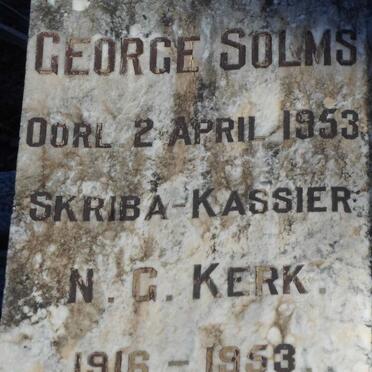 GEORGE SOLMS
OORL 2 APRIL 1953.
SKRIBA-KASSIER
N. G. KERK.
1916 - 1953.